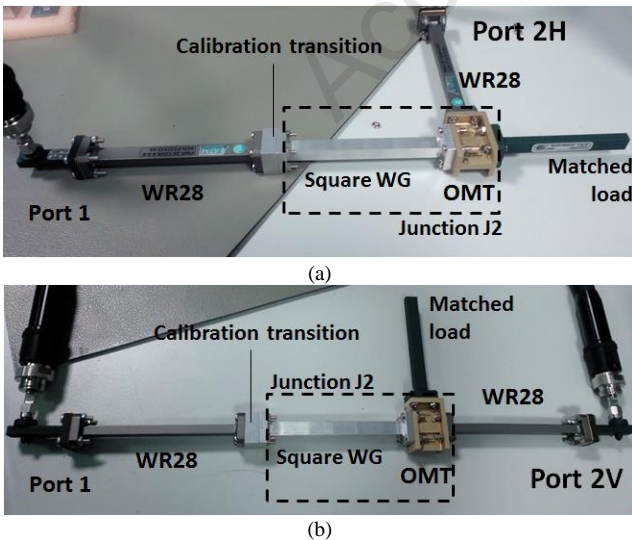 Port 2H
Calibration transition
WR28
WR28
Square WG
OMT
Matched
load
Port 1
Junction J2
(a)
Matched
load
Calibration transition
Junction J2
WR28
WR28
Square WG
OMT
Port 1
Port 2V
(b)